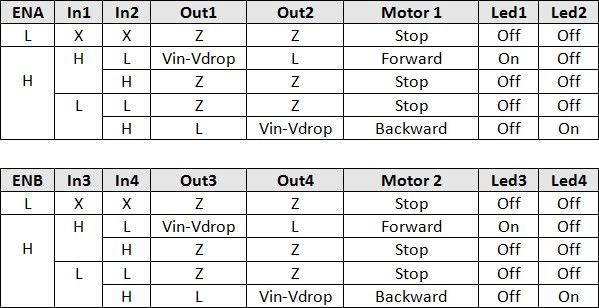 ENA In1 In2 Out1 Out2 Motor 1 Led1 Led2
L X X Z Z Stop Off Off
H H L Vin-Vdrop L Forward On Off
H Z Z Stop Off Off
L L Z Z Stop Off Off
H L Vin-Vdrop Backward Off On
ENB In3 In4 Out3 Out4 Motor 2 Led3 Led4
L X X Z Z Stop Off Off
H H L Vin-Vdrop L Forward On Off
H Z Z Stop Off Off
L L Z Z Stop Off Off
H L Vin-Vdrop Backward Off On